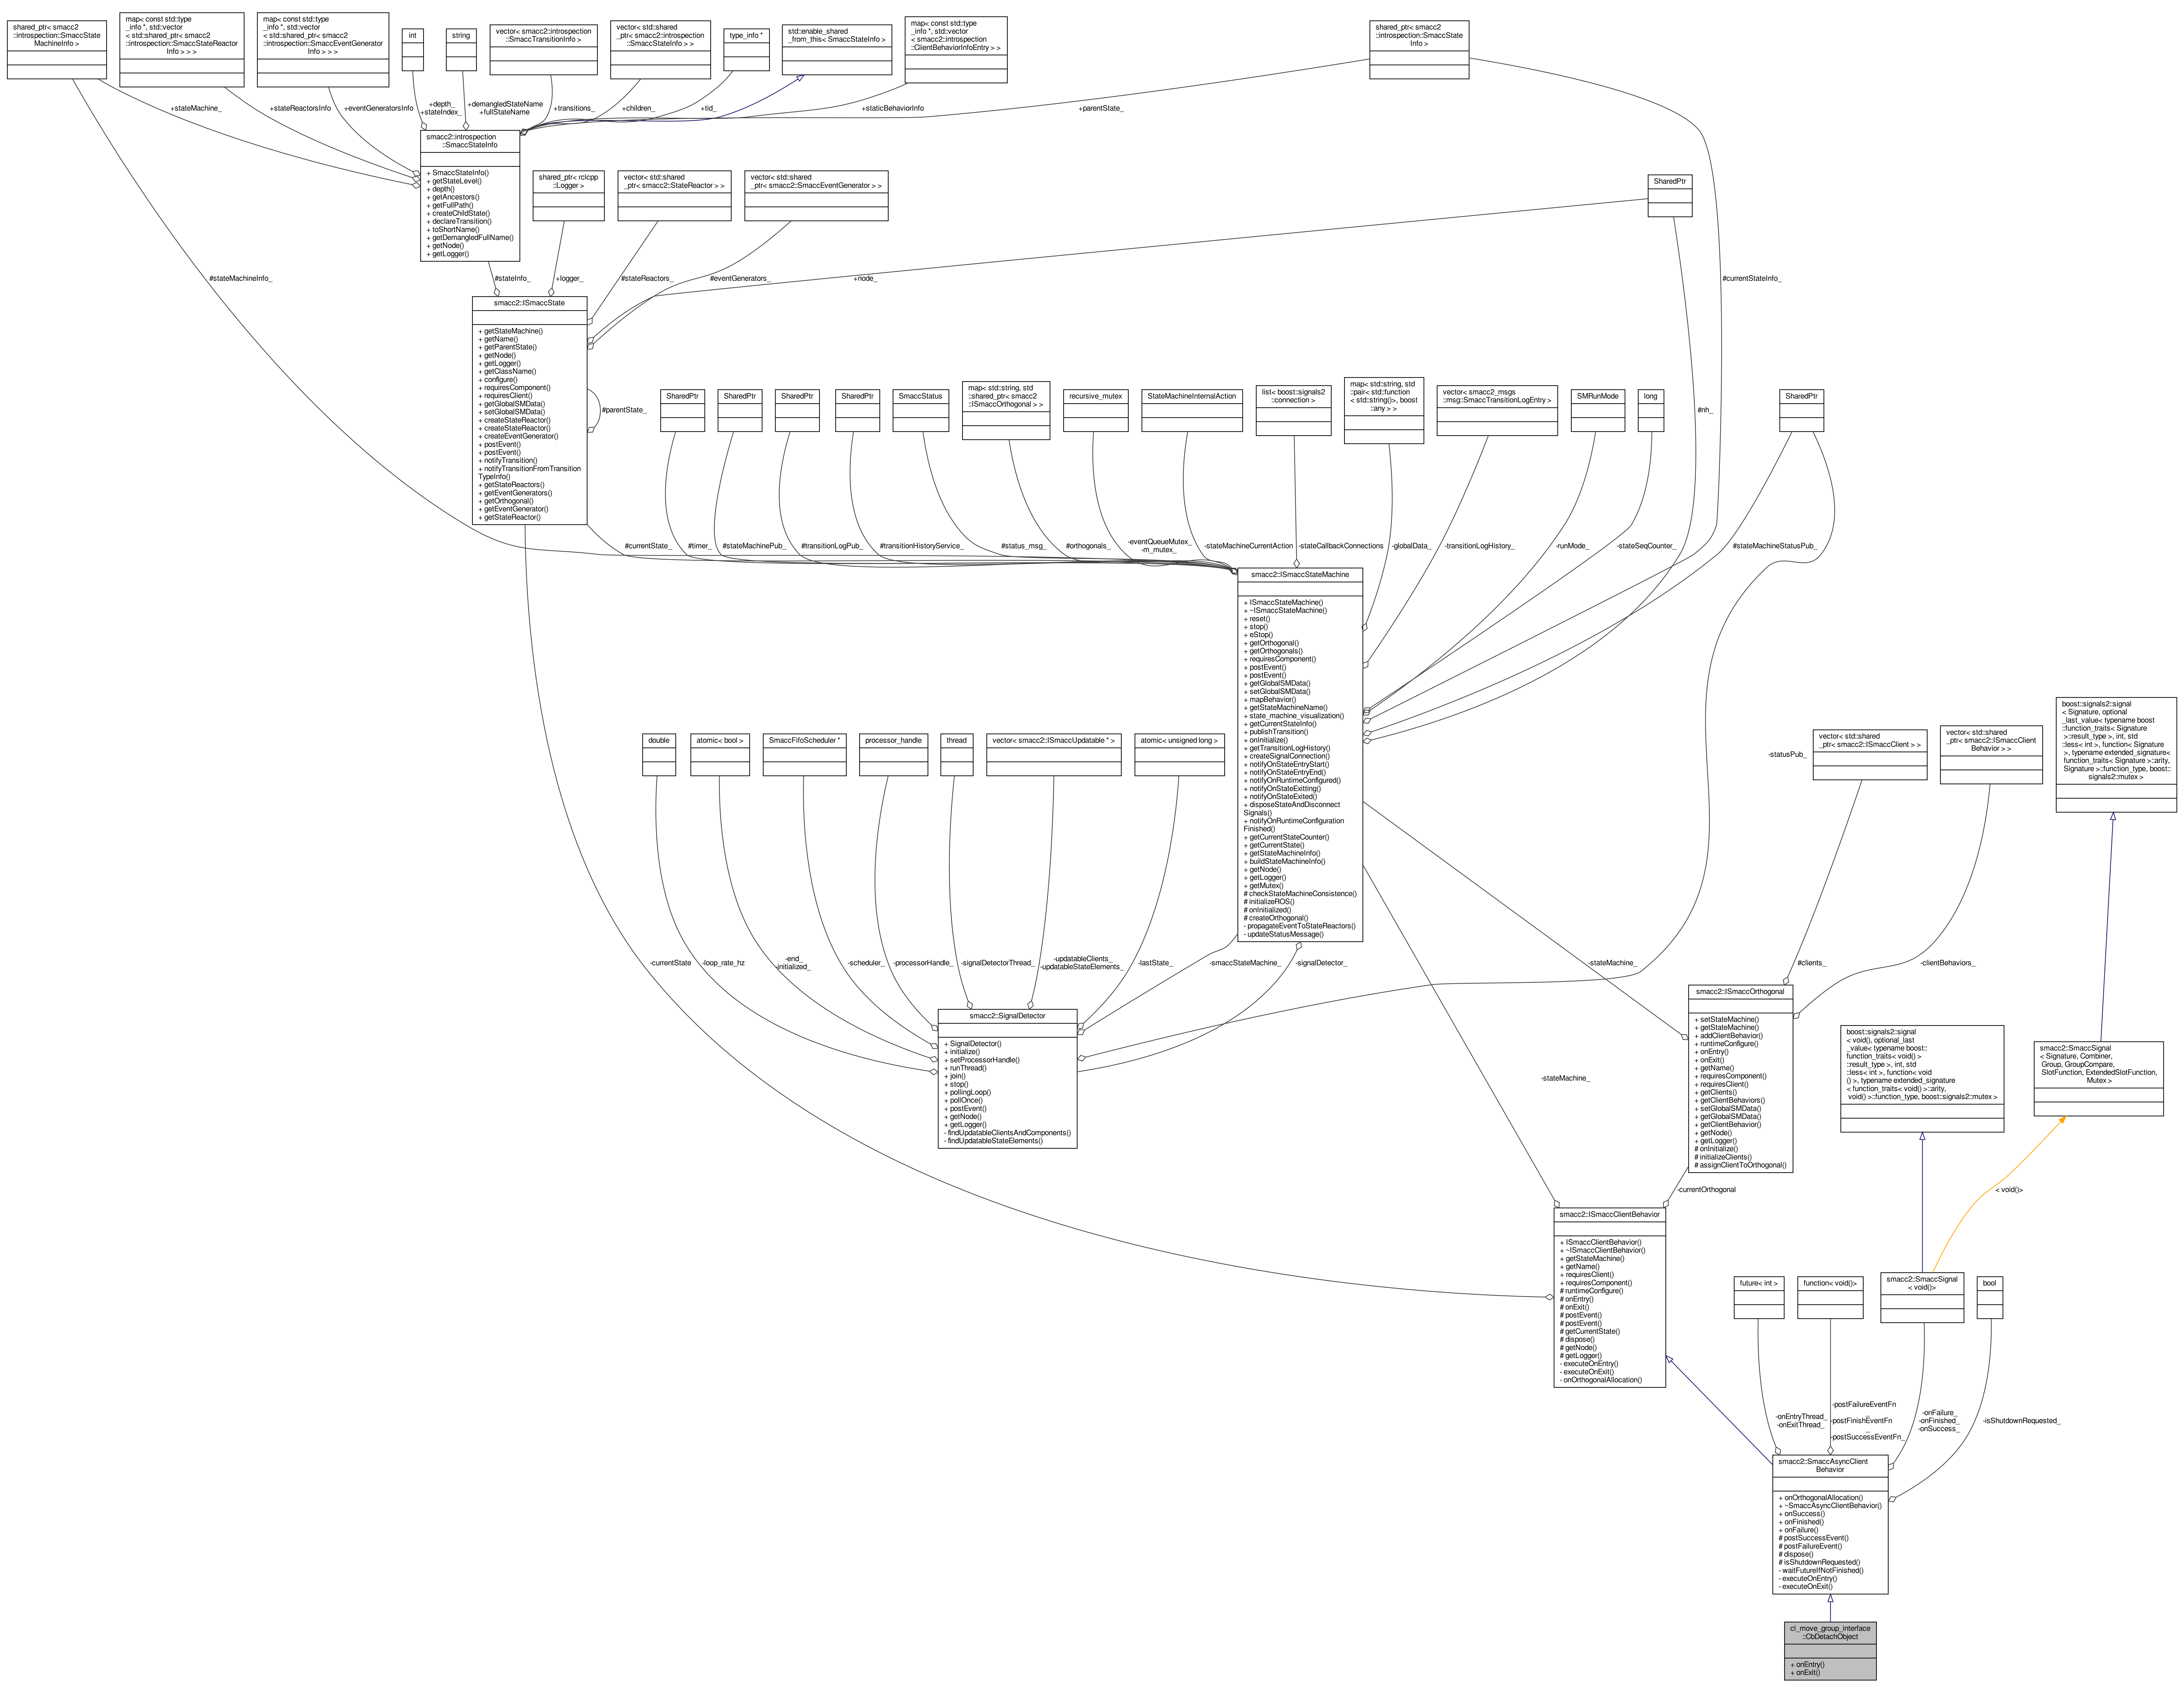 shared_ptr< smacc2
::introspection::SmaccState
MachineInfo >
map< const std::type
_info *, std::vector
< std::shared_ptr< smacc2
::introspection::SmaccStateReactor
Info > > >
map< const std::type
_info *, std::vector
< std::shared_ptr< smacc2
::introspection::SmaccEventGenerator
Info > > >
int
string
vector< smacc2::introspection
::SmaccTransitionInfo >
vector< std::shared
_ptr< smacc2::introspection
::SmaccStateInfo > >
type_info *
std::enable_shared
_from_this< SmaccStateInfo >
map< const std::type
_info *, std::vector
< smacc2::introspection
::ClientBehaviorInfoEntry > >
shared_ptr< smacc2
::introspection::SmaccState
Info >
+stateMachine_
+stateReactorsInfo
+eventGeneratorsInfo
+depth_
+stateIndex_
+demangledStateName
+fullStateName
+transitions_
+children_
+tid_
+staticBehaviorInfo
+parentState_
smacc2::introspection
::SmaccStateInfo
+ SmaccStateInfo()
+ getStateLevel()
+ depth()
+ getAncestors()
+ getFullPath()
+ createChildState()
+ declareTransition()
+ toShortName()
+ getDemangledFullName()
+ getNode()
+ getLogger()
shared_ptr< rclcpp
::Logger >
vector< std::shared
_ptr< smacc2::StateReactor > >
vector< std::shared
_ptr< smacc2::SmaccEventGenerator > >
SharedPtr
#stateMachineInfo_
#stateInfo_
+logger_
#stateReactors_
#eventGenerators_
+node_
#currentStateInfo_
smacc2::ISmaccState
+ getStateMachine()
+ getName()
+ getParentState()
+ getNode()
+ getLogger()
+ getClassName()
+ configure()
+ requiresComponent()
+ requiresClient()
+ getGlobalSMData()
+ setGlobalSMData()
+ createStateReactor()
+ createStateReactor()
+ createEventGenerator()
+ postEvent()
+ postEvent()
+ notifyTransition()
+ notifyTransitionFromTransition
TypeInfo()
+ getStateReactors()
+ getEventGenerators()
+ getOrthogonal()
+ getEventGenerator()
+ getStateReactor()
#parentState_
#nh_
SharedPtr
SharedPtr
SharedPtr
SharedPtr
SmaccStatus
map< std::string, std
::shared_ptr< smacc2
::ISmaccOrthogonal > >
recursive_mutex
StateMachineInternalAction
list< boost::signals2
::connection >
map< std::string, std
::pair< std::function
< std::string()>, boost
::any > >
vector< smacc2_msgs
::msg::SmaccTransitionLogEntry >
SMRunMode
long
SharedPtr
#currentState_
#timer_
#stateMachinePub_
#transitionLogPub_
#transitionHistoryService_
#status_msg_
#orthogonals_
-eventQueueMutex_
-m_mutex_
-stateMachineCurrentAction
-stateCallbackConnections
-globalData_
-transitionLogHistory_
-runMode_
-stateSeqCounter_
#stateMachineStatusPub_
smacc2::ISmaccStateMachine
+ ISmaccStateMachine()
+ ~ISmaccStateMachine()
+ reset()
+ stop()
+ eStop()
+ getOrthogonal()
+ getOrthogonals()
+ requiresComponent()
+ postEvent()
+ postEvent()
+ getGlobalSMData()
+ setGlobalSMData()
+ mapBehavior()
+ getStateMachineName()
+ state_machine_visualization()
+ getCurrentStateInfo()
+ publishTransition()
+ onInitialize()
+ getTransitionLogHistory()
+ createSignalConnection()
+ notifyOnStateEntryStart()
+ notifyOnStateEntryEnd()
+ notifyOnRuntimeConfigured()
+ notifyOnStateExitting()
+ notifyOnStateExited()
+ disposeStateAndDisconnect
Signals()
+ notifyOnRuntimeConfiguration
Finished()
+ getCurrentStateCounter()
+ getCurrentState()
+ getStateMachineInfo()
+ buildStateMachineInfo()
+ getNode()
+ getLogger()
+ getMutex()
# checkStateMachineConsistence()
# initializeROS()
# onInitialized()
# createOrthogonal()
- propagateEventToStateReactors()
- updateStatusMessage()
double
atomic< bool >
SmaccFifoScheduler *
processor_handle
thread
vector< smacc2::ISmaccUpdatable * >
atomic< unsigned long >
-statusPub_
vector< std::shared
_ptr< smacc2::ISmaccClient > >
vector< std::shared
_ptr< smacc2::ISmaccClient
Behavior > >
boost::signals2::signal
< Signature, optional
_last_value< typename boost
::function_traits< Signature
>::result_type >, int, std
::less< int >, function< Signature
>, typename extended_signature<
function_traits< Signature >::arity,
Signature >::function_type, boost::
signals2::mutex >
-currentState
-loop_rate_hz
-end_
-initialized_
-scheduler_
-processorHandle_
-signalDetectorThread_
-updatableClients_
-updatableStateElements_
-lastState_
-smaccStateMachine_
-signalDetector_
-stateMachine_
#clients_
-clientBehaviors_
smacc2::SignalDetector
+ SignalDetector()
+ initialize()
+ setProcessorHandle()
+ runThread()
+ join()
+ stop()
+ pollingLoop()
+ pollOnce()
+ postEvent()
+ getNode()
+ getLogger()
- findUpdatableClientsAndComponents()
- findUpdatableStateElements()
-stateMachine_
smacc2::ISmaccOrthogonal
+ setStateMachine()
+ getStateMachine()
+ addClientBehavior()
+ runtimeConfigure()
+ onEntry()
+ onExit()
+ getName()
+ requiresComponent()
+ requiresClient()
+ getClients()
+ getClientBehaviors()
+ setGlobalSMData()
+ getGlobalSMData()
+ getClientBehavior()
+ getNode()
+ getLogger()
# onInitialize()
# initializeClients()
# assignClientToOrthogonal()
boost::signals2::signal
< void(), optional_last
_value< typename boost::
function_traits< void() >
::result_type >, int, std
::less< int >, function< void
() >, typename extended_signature
< function_traits< void() >::arity,
void() >::function_type, boost::signals2::mutex >
smacc2::SmaccSignal
< Signature, Combiner,
Group, GroupCompare,
SlotFunction, ExtendedSlotFunction,
Mutex >
-currentOrthogonal
< void()>
smacc2::ISmaccClientBehavior
+ ISmaccClientBehavior()
+ ~ISmaccClientBehavior()
+ getStateMachine()
+ getName()
+ requiresClient()
+ requiresComponent()
# runtimeConfigure()
# onEntry()
# onExit()
# postEvent()
# postEvent()
# getCurrentState()
# dispose()
# getNode()
# getLogger()
- executeOnEntry()
- executeOnExit()
- onOrthogonalAllocation()
future< int >
function< void()>
smacc2::SmaccSignal
< void()>
bool
-onEntryThread_
-onExitThread_
-postFailureEventFn
_
-postFinishEventFn
_
-postSuccessEventFn_
-onFailure_
-onFinished_
-onSuccess_
-isShutdownRequested_
smacc2::SmaccAsyncClient
Behavior
+ onOrthogonalAllocation()
+ ~SmaccAsyncClientBehavior()
+ onSuccess()
+ onFinished()
+ onFailure()
# postSuccessEvent()
# postFailureEvent()
# dispose()
# isShutdownRequested()
- waitFutureIfNotFinished()
- executeOnEntry()
- executeOnExit()
cl_move_group_interface
::CbDetachObject
+ onEntry()
+ onExit()